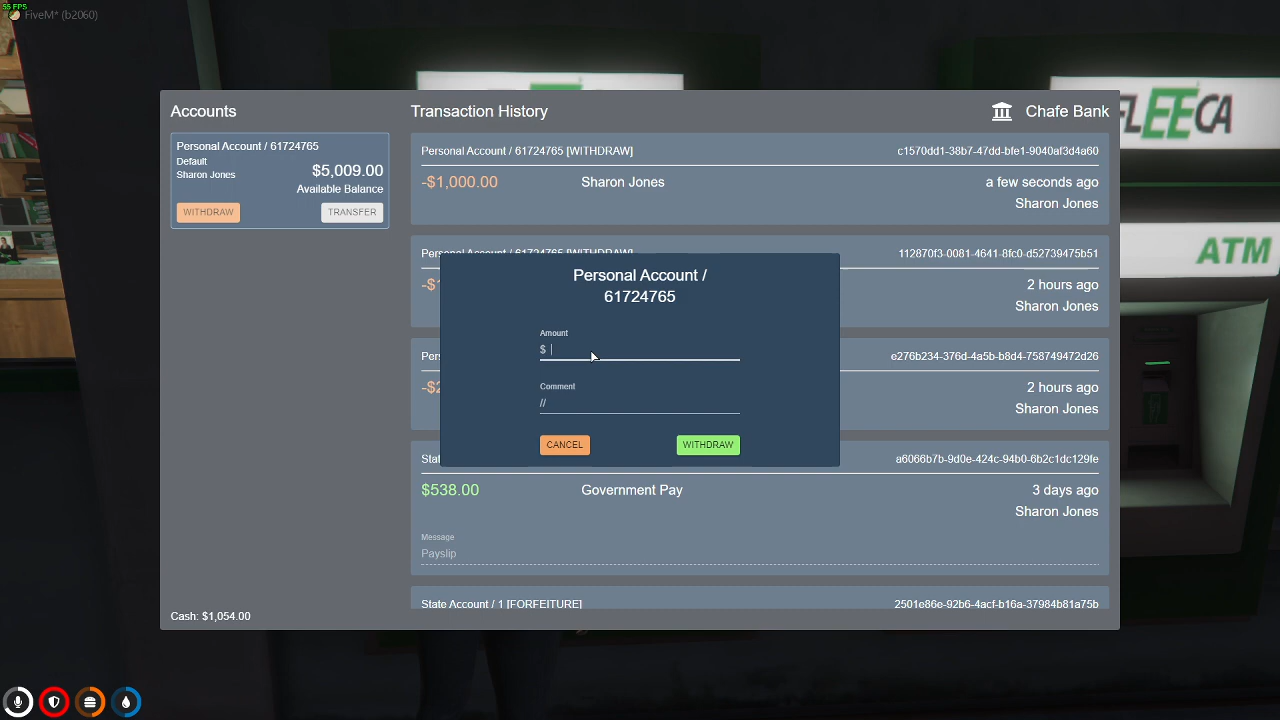 55 FPS
FiveM* (b2060)
Accounts
Transaction History
Chafe Bank
Personal Account / 61724765
Default
Sharon Jones
$5,009.00
Available Balance
WITHDRAW
TRANSFER
Personal Account / 61724765 [WITHDRAW]
c1570dd1-38b7-47dd-bfe1-9040af3d4a60
-$1,000.00
Sharon Jones
a few seconds ago
Sharon Jones
Personal Account / 61724765 [WITHDRAW]
112870f3-0081-4641-8fc0-d52739475b51
2 hours ago
Sharon Jones
e276b234-376d-4a5b-b8d4-758749472d26
2 hours ago
Sharon Jones
Personal Account /
61724765
Amount
$
Comment
//
CANCEL
WITHDRAW
a6066b7b-9d0e-424c-94b0-6b2c1dc129fe
$538.00
Government Pay
3 days ago
Sharon Jones
Message
Payslip
State Account / 1 [FORFEITURE]
2501e86e-92b6-4acf-b16a-37984b81a75b
Cash: $1,054.00
FLEECA
ATM